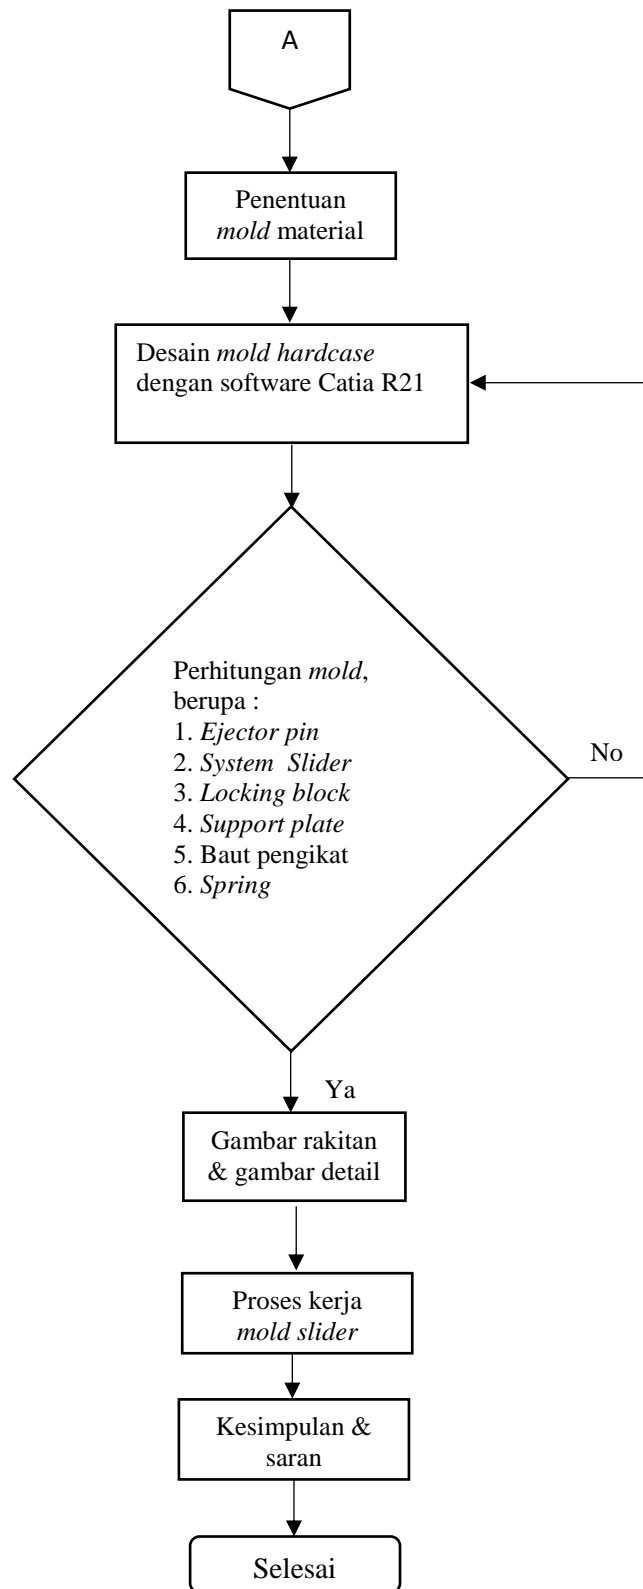 A
Penentuan
mold material
Desain mold hardcase
dengan software Catia R21
Perhitungan mold,
berupa :
1. Ejector pin
2. System  Slider
3. Locking block
4. Support plate
5. Baut pengikat
6. Spring
No
Ya
Gambar rakitan
& gambar detail
Proses kerja
mold slider
Kesimpulan &
saran
Selesai